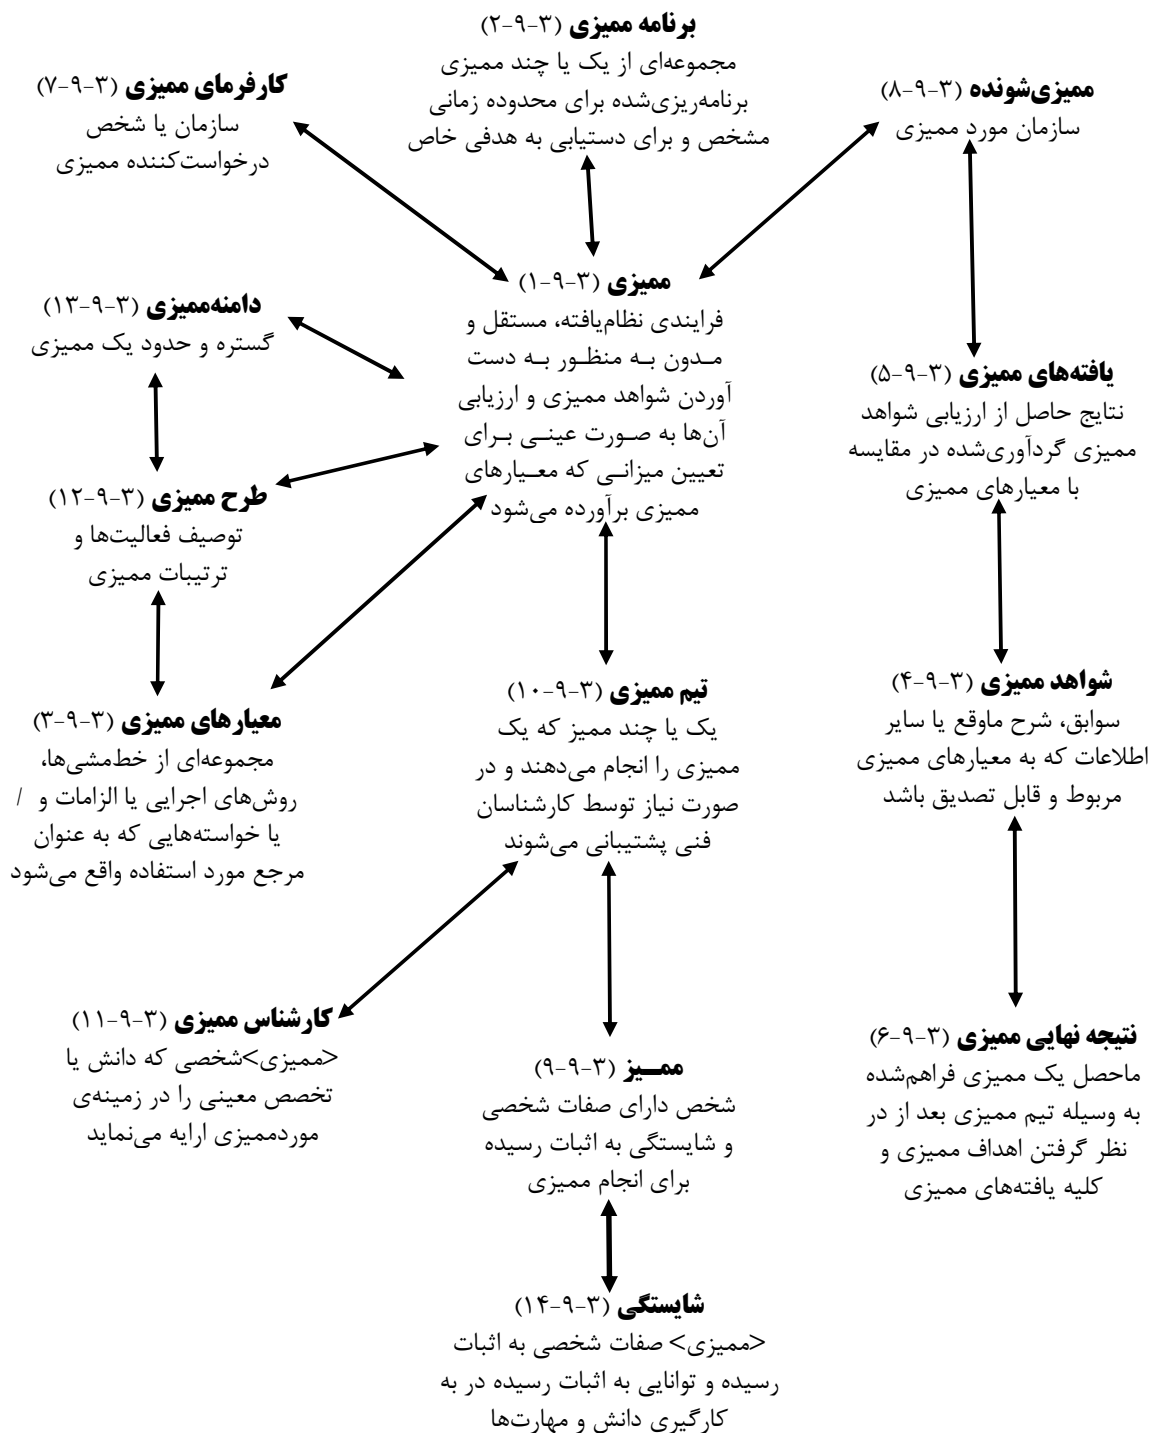 برنامه ممیزی (۳-۹-۲)
مجموعه‌ای از یک یا چند ممیزی
برنامه‌ریزی‌شده برای محدوده زمانی
مشخص و برای دستیابی به هدفی خاص
ممیزی‌شونده (۳-۹-۸)
سازمان مورد ممیزی
کارفرمای ممیزی (۳-۹-۷)
سازمان یا شخص
درخواست‌کننده ممیزی
ممیزی (۳-۹-۱)
فرایندی نظام‌یافته، مستقل و
مـدون بـه منظـور بـه دست
آوردن شواهد ممیزی و ارزیابی
آن‌ها به صـورت عینـی بـرای
تعیین میزانـی که معـیارهای
ممیزی برآورده می‌شود
دامنه‌ممیزی (۳-۹-۱۳)
گستره و حدود یک ممیزی
یافته‌های ممیزی (۳-۹-۵)
نتایج حاصل از ارزیابی شواهد
ممیزی گردآوری‌شده در مقایسه
با معیارهای ممیزی
طرح ممیزی (۳-۹-۱۲)
توصیف فعالیت‌ها و
ترتیبات ممیزی
شواهد ممیزی (۳-۹-۴)
سوابق، شرح ماوقع یا سایر
اطلاعات که به معیارهای ممیزی
مربوط و قابل تصدیق باشد
تیم ممیزی (۳-۹-۱۰)
یک یا چند ممیز که یک
ممیزی را انجام می‌دهند و در
صورت نیاز توسط کارشناسان
فنی پشتیبانی می‌شوند
معیارهای ممیزی (۳-۹-۳)
مجموعه‌ای از خط‌مشی‌ها،
روش‌های اجرایی یا الزامات و /
یا خواسته‌هایی که به عنوان
مرجع مورد استفاده واقع می‌شود
نتیجه نهایی ممیزی (۳-۹-۶)
ماحصل یک ممیزی فراهم‌شده
به وسیله تیم ممیزی بعد از در
نظر گرفتن اهداف ممیزی و
کلیه یافته‌های ممیزی
ممــیز (۳-۹-۹)
شخص دارای صفات شخصی
و شایستگی به اثبات رسیده
برای انجام ممیزی
کارشناس ممیزی (۳-۹-۱۱)
<ممیزی>شخصی که دانش یا
تخصص معینی را در زمینه‌ی
موردممیزی ارایه می‌نماید
شایستگی (۳-۹-۱۴)
<ممیزی> صفات شخصی به اثبات
رسیده و توانایی به اثبات رسیده در به
کارگیری دانش و مهارت‌ها